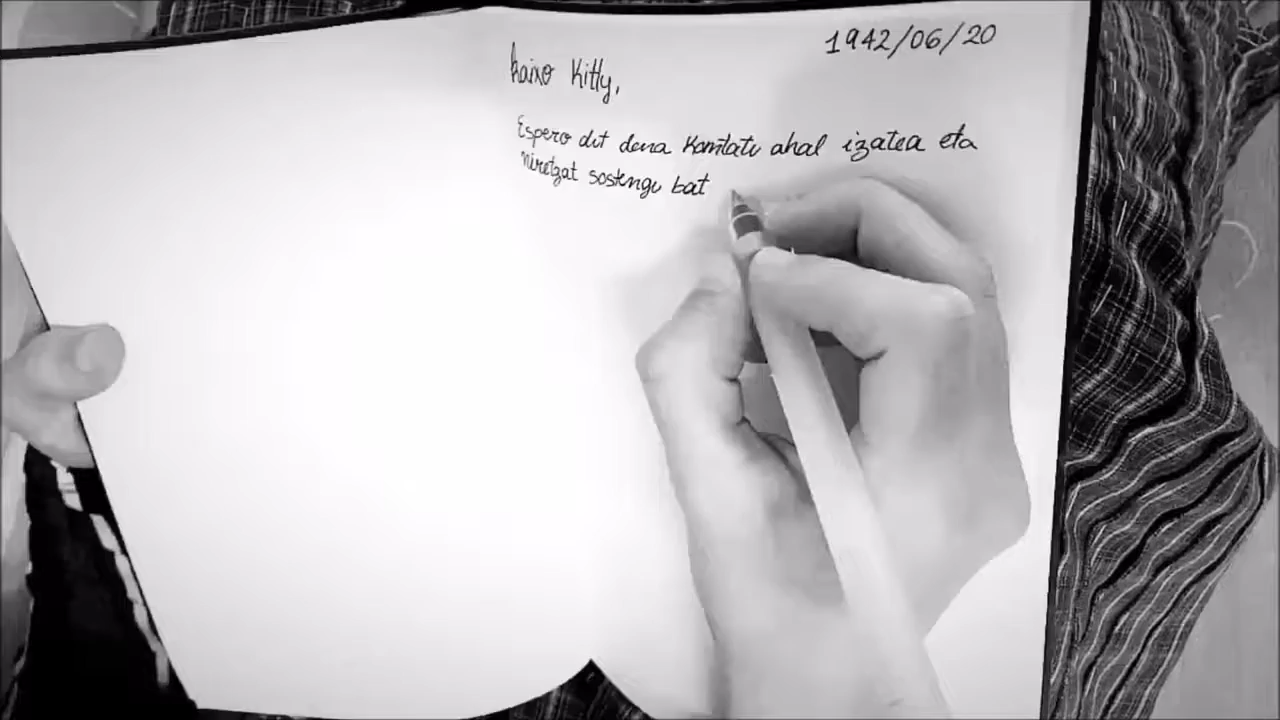 1942/06/20
kaixo Kitty,
Espero dut dena kontatu ahal izatea eta
niretzat sostengu bat